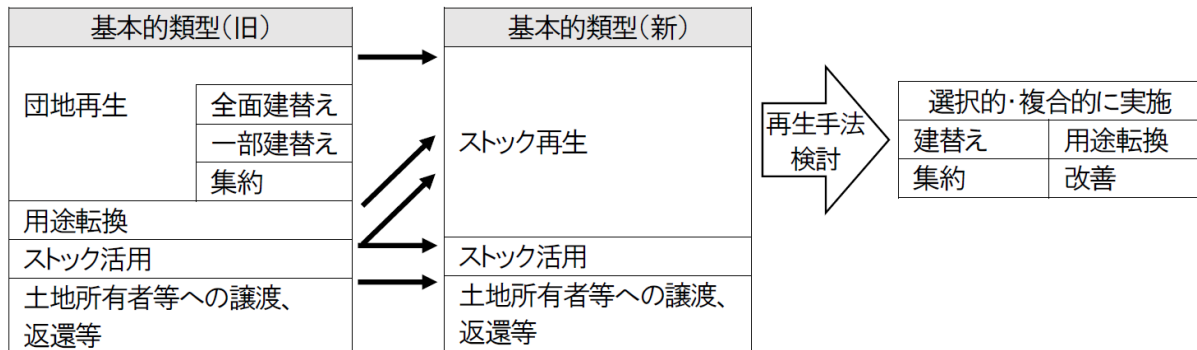 基本的類型(旧)
団地再生
全面建替え
一部建替え
集約
用途転換
ストック活用
土地所有者等への譲渡、
返還等
基本的類型(新)
ストック再生
ストック活用
土地所有者等への譲渡、
返還等
再生手法
検討
選択的・複合的に実施
建替え
用途転換
集約
改善